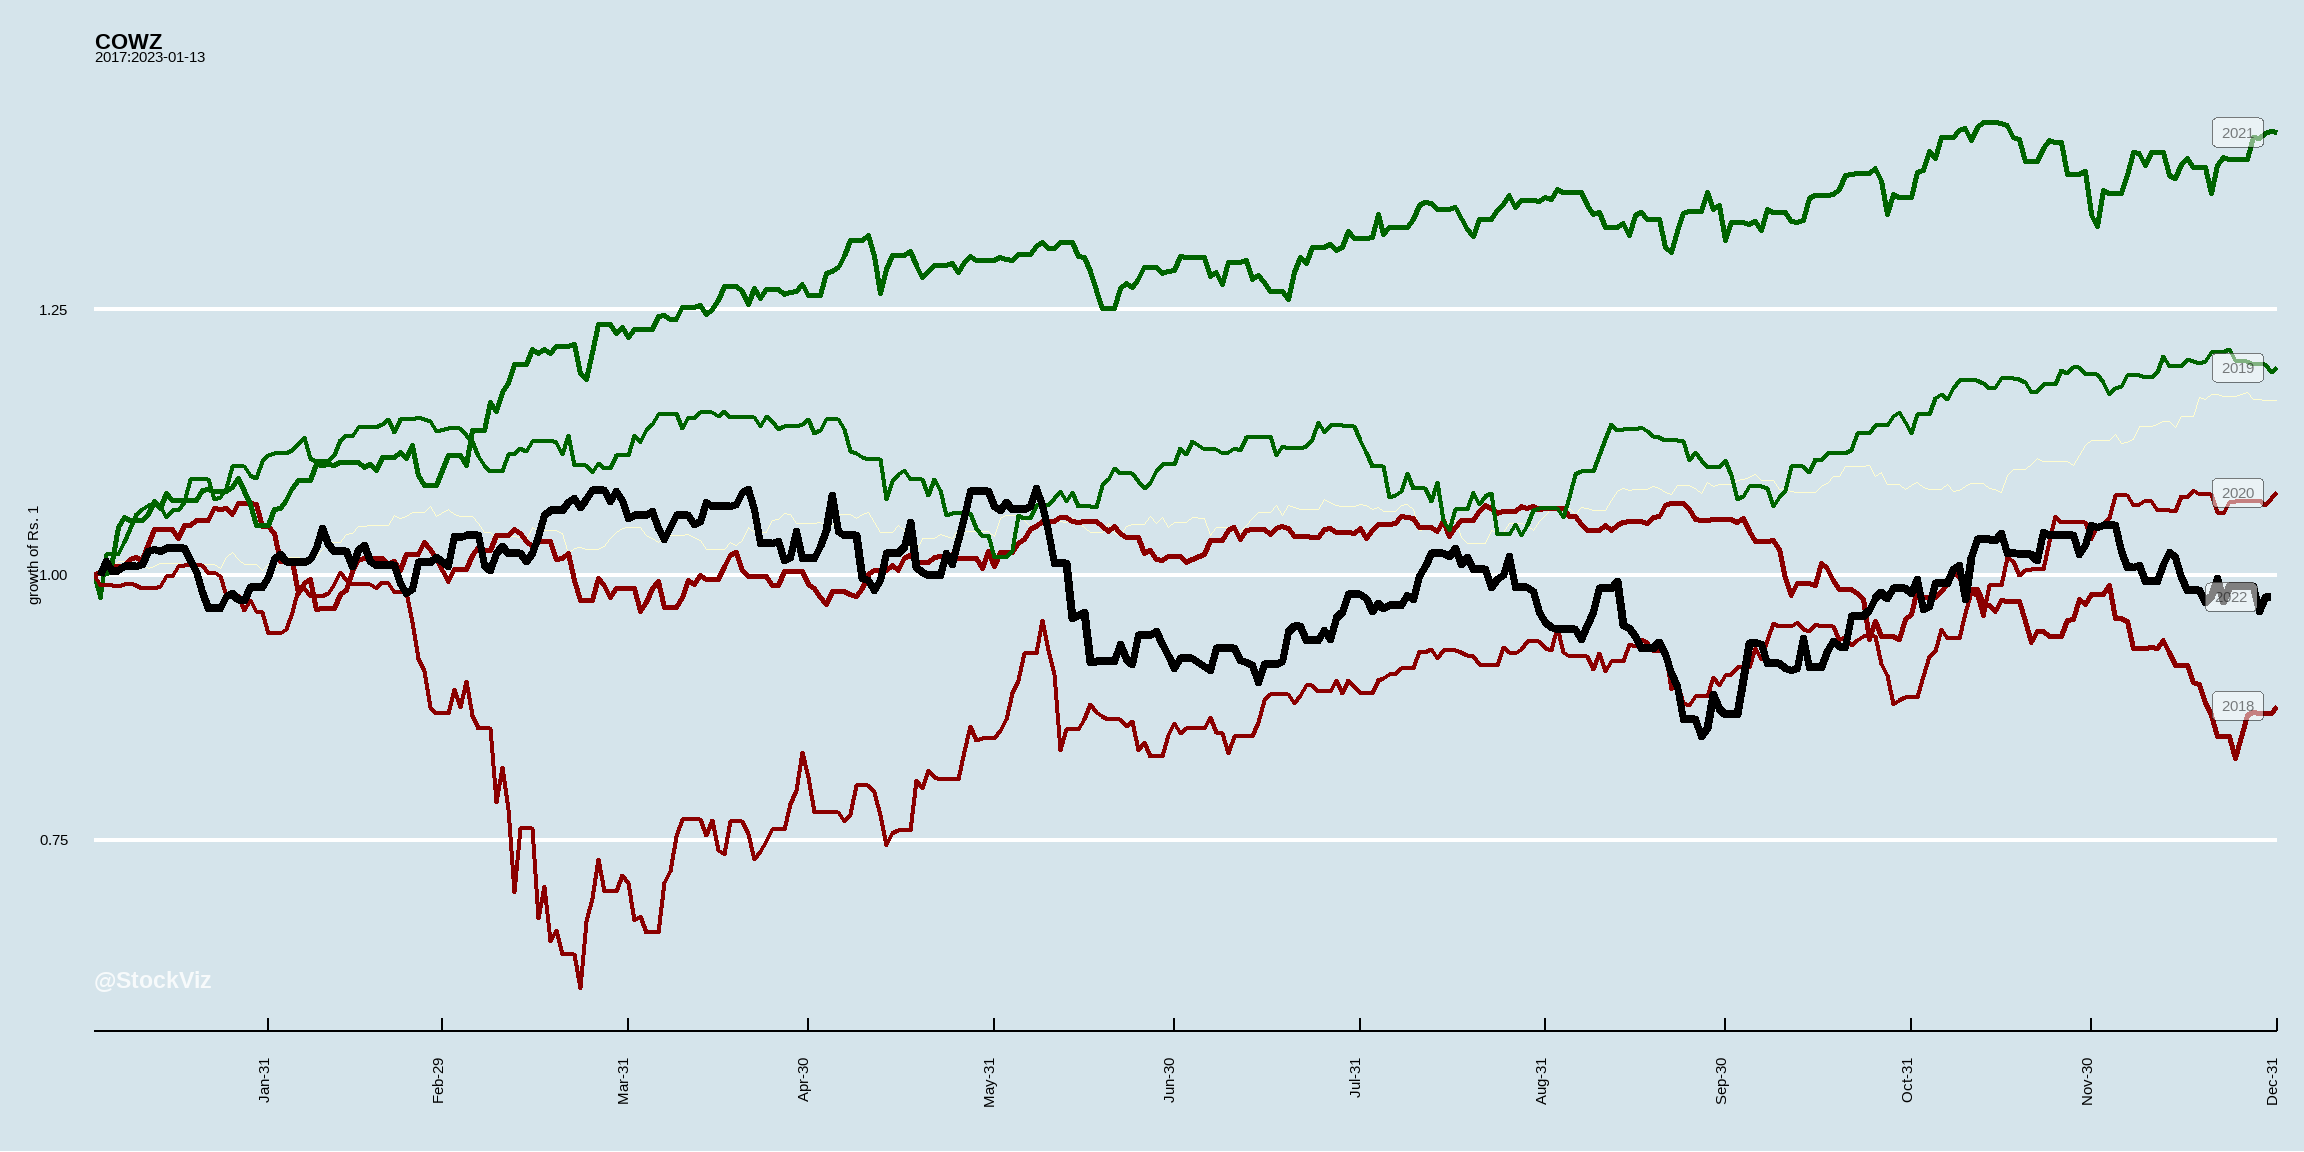 COWZ
2017:2023-01-13
2021
1.25
2019
2020
growth of Rs. 1
1.00
2022
2018
0.75
@StockViz
Jan-31
Feb-29
Mar-31
Apr-30
May-31
Jun-30
Jul-31
Aug-31
Sep-30
Oct-31
Nov-30
Dec-31